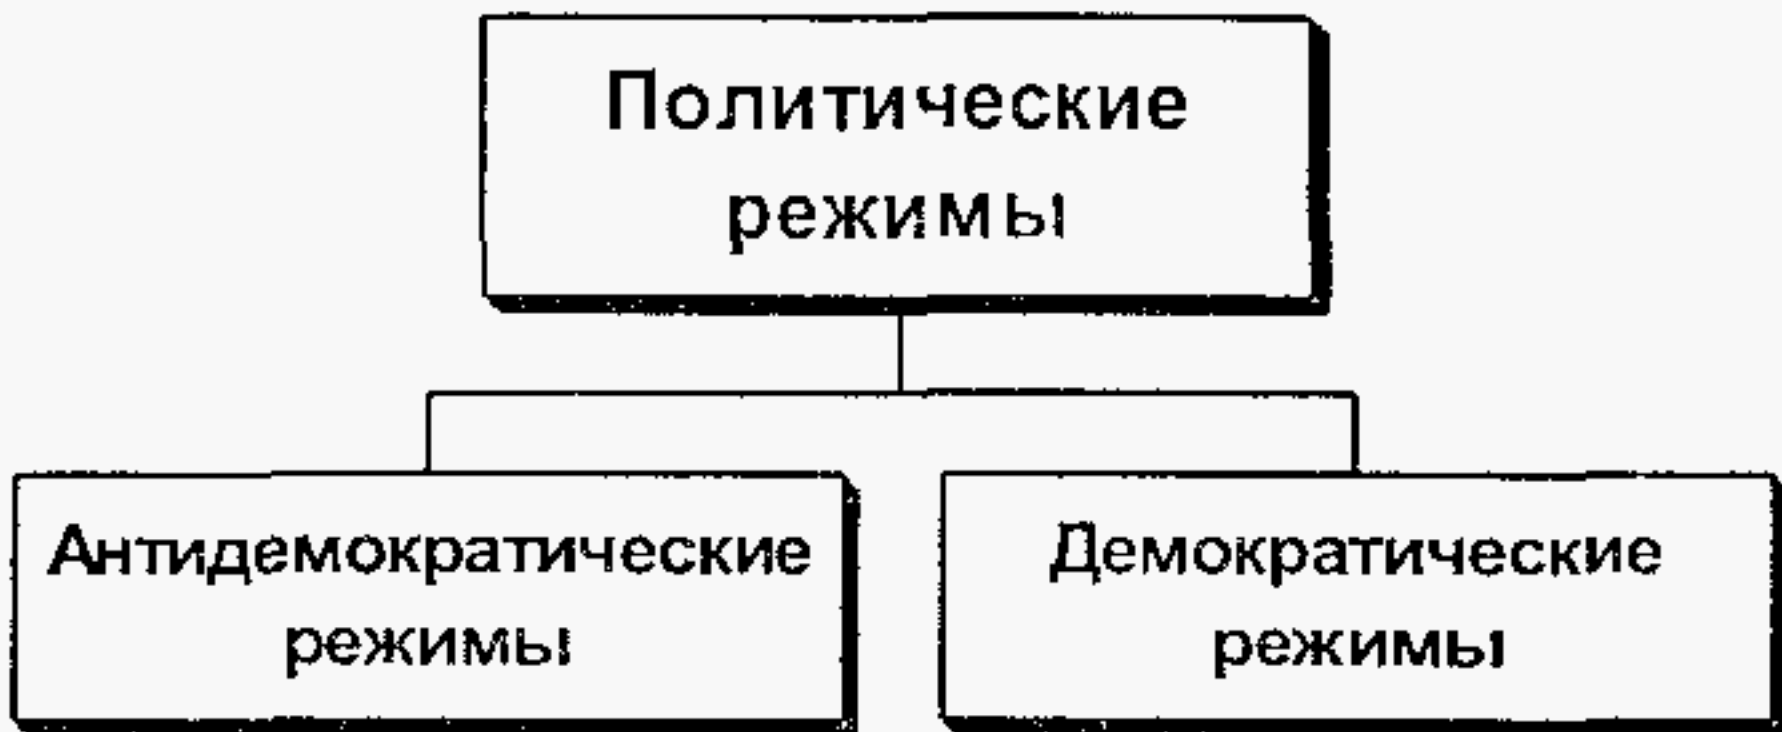 Политические
режимы
Антидемократические
режимы
Демократические
режимы